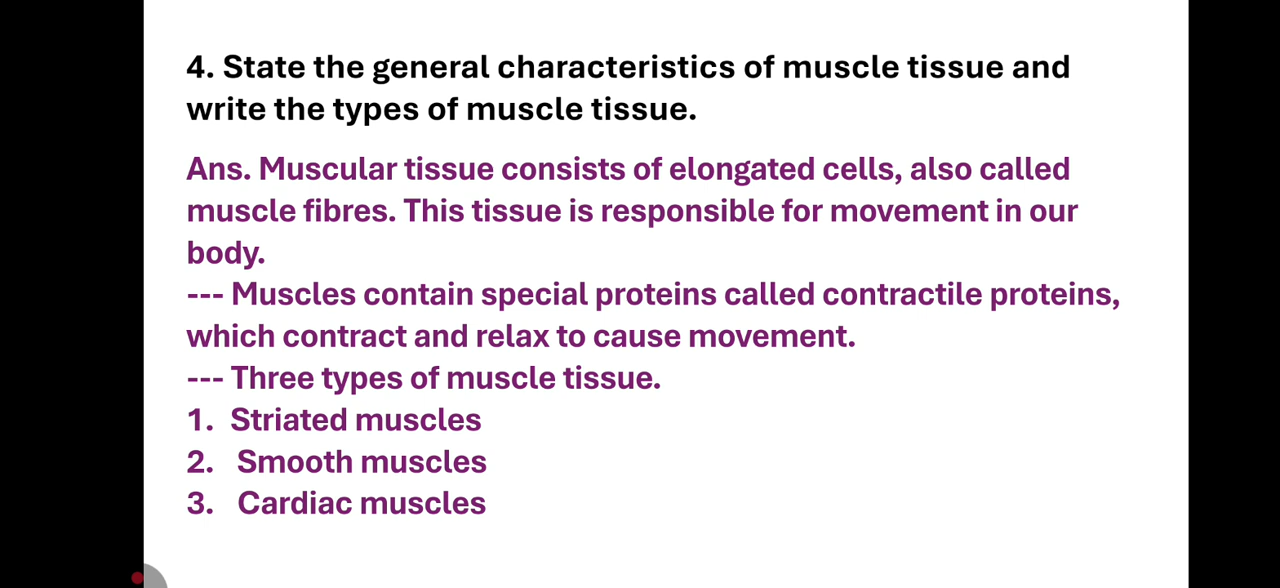 4. State the general characteristics of muscle tissue and
write the types of muscle tissue.
Ans. Muscular tissue consists of elongated cells, also called
muscle fibres. This tissue is responsible for movement in our
body.
--- Muscles contain special proteins called contractile proteins,
which contract and relax to cause movement.
--- Three types of muscle tissue.
1. Striated muscles
2. Smooth muscles
3. Cardiac muscles